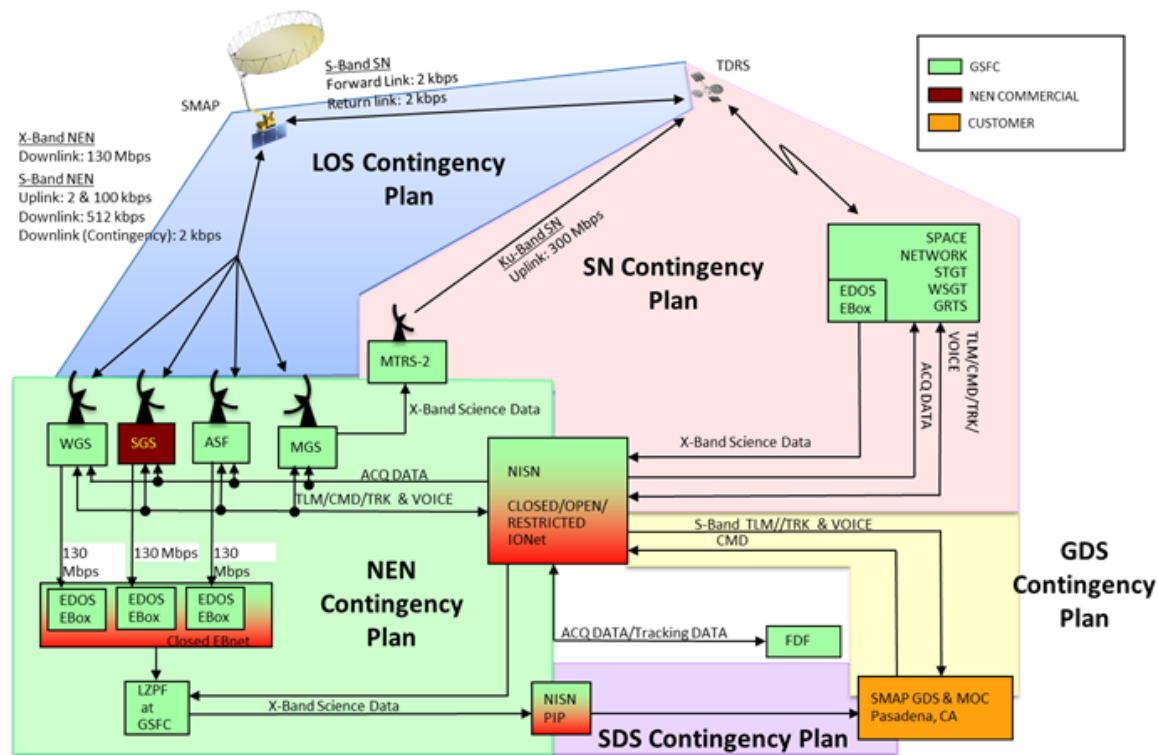 S-Band SN
Forward Link: 2 kbps
Return link: 2 kbps
TDRS
SMAP
GSFC
NEN COMMERCIAL
CUSTOMER
X-Band NEN
Downlink: 130 Mbps
S-Band NEN
Uplink: 2 & 100 kbps
Downlink: 512 kbps
Downlink (Contingency): 2 kbps
LOS Contingency
Plan
Ku-Band SN
Uplink: 300 Mbps
SN Contingency
Plan
SPACE
NETWORK
STGT
WSGT
GRTS
EDOS
EBox
MTRS-2
X-Band Science Data
TLM/CMD/TRK/
VOICE
ACQ DATA
WGS
SGS
ASF
MGS
X-Band Science Data
ACQ DATA
TLM/CMD/TRK & VOICE
NISN
CLOSED/OPEN/
RESTRICTED
IONet
S-Band TLM//TRK & VOICE
CMD
130
Mbps
130 Mbps
130
Mbps
EDOS
EBox
EDOS
EBox
EDOS
EBox
Closed EBnet
NEN
Contingency
Plan
GDS
Contingency
Plan
ACQ DATA/Tracking DATA
FDF
LZPF
at
GSFC
X-Band Science Data
NISN
PIP
SMAP GDS & MOC
Pasadena, CA
SDS Contingency Plan